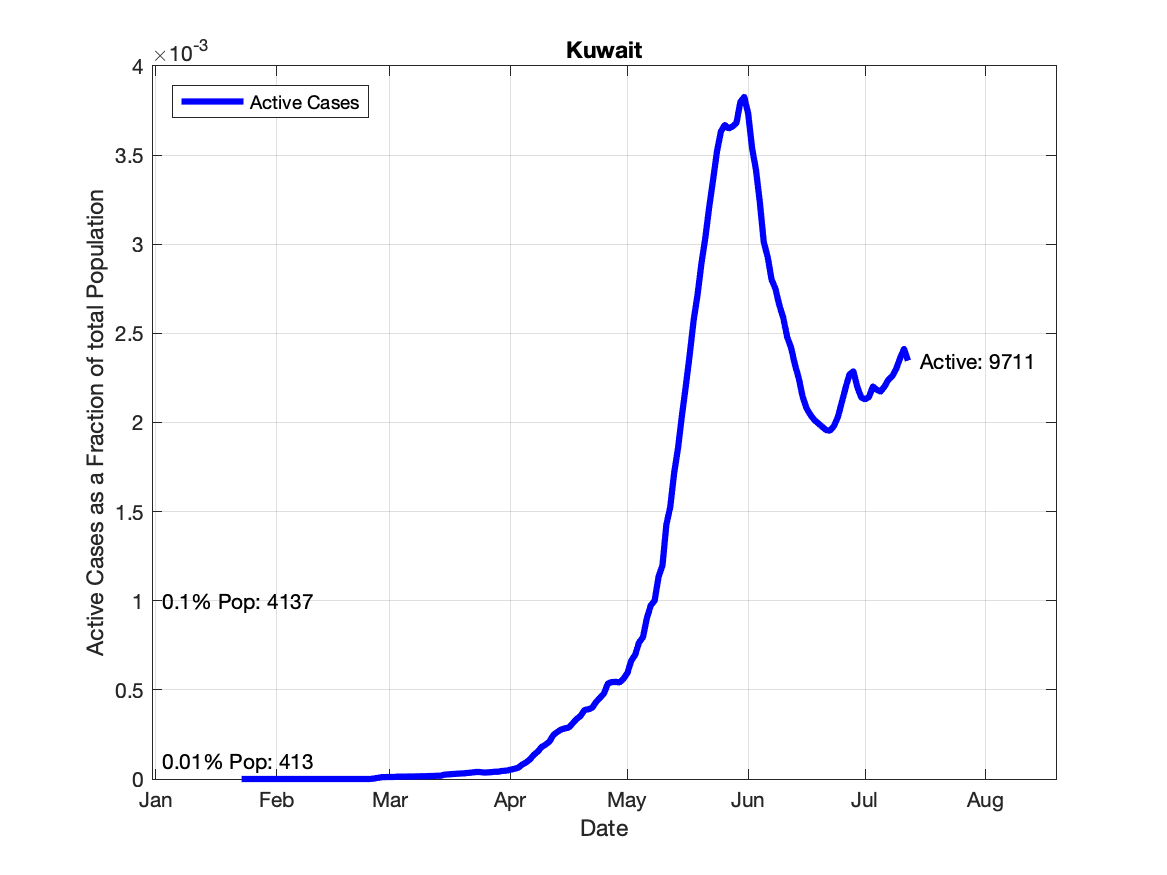 Kuwait
×10-3
4
3.5
3
2.5
2
1.5
1
0.5
0
Active Cases as a Fraction of total Population
Active Cases
Active: 9711
0.1% Pop: 4137
0.01% Pop: 413
Jan Feb Mar Apr May Jun Jul Aug
Date